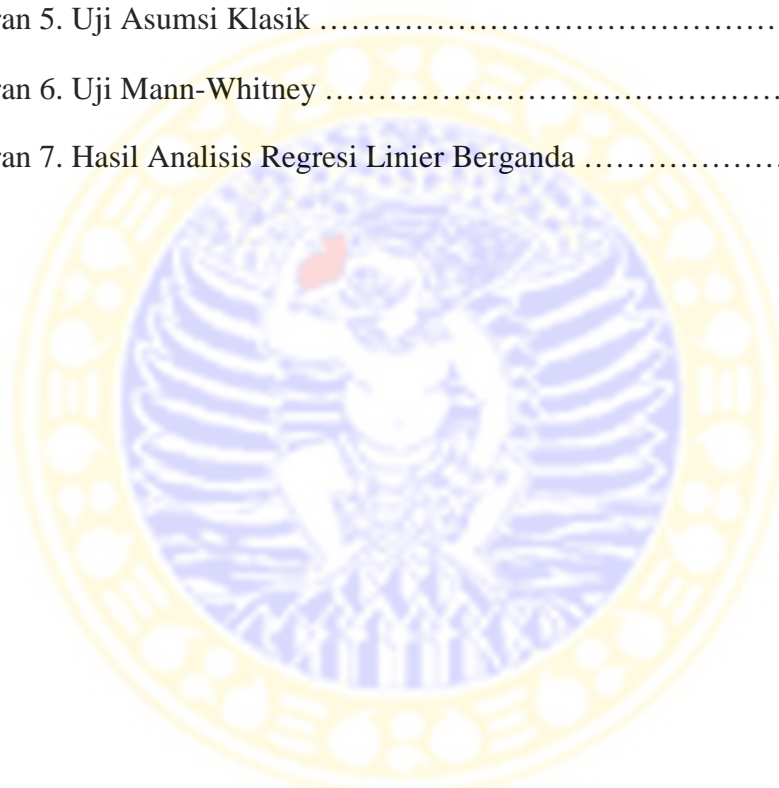 ran 5. Uji Asumsi Klasik ……………………………………
ran 6. Uji Mann-Whitney ……………………………………
ran 7. Hasil Analisis Regresi Linier Berganda ………………